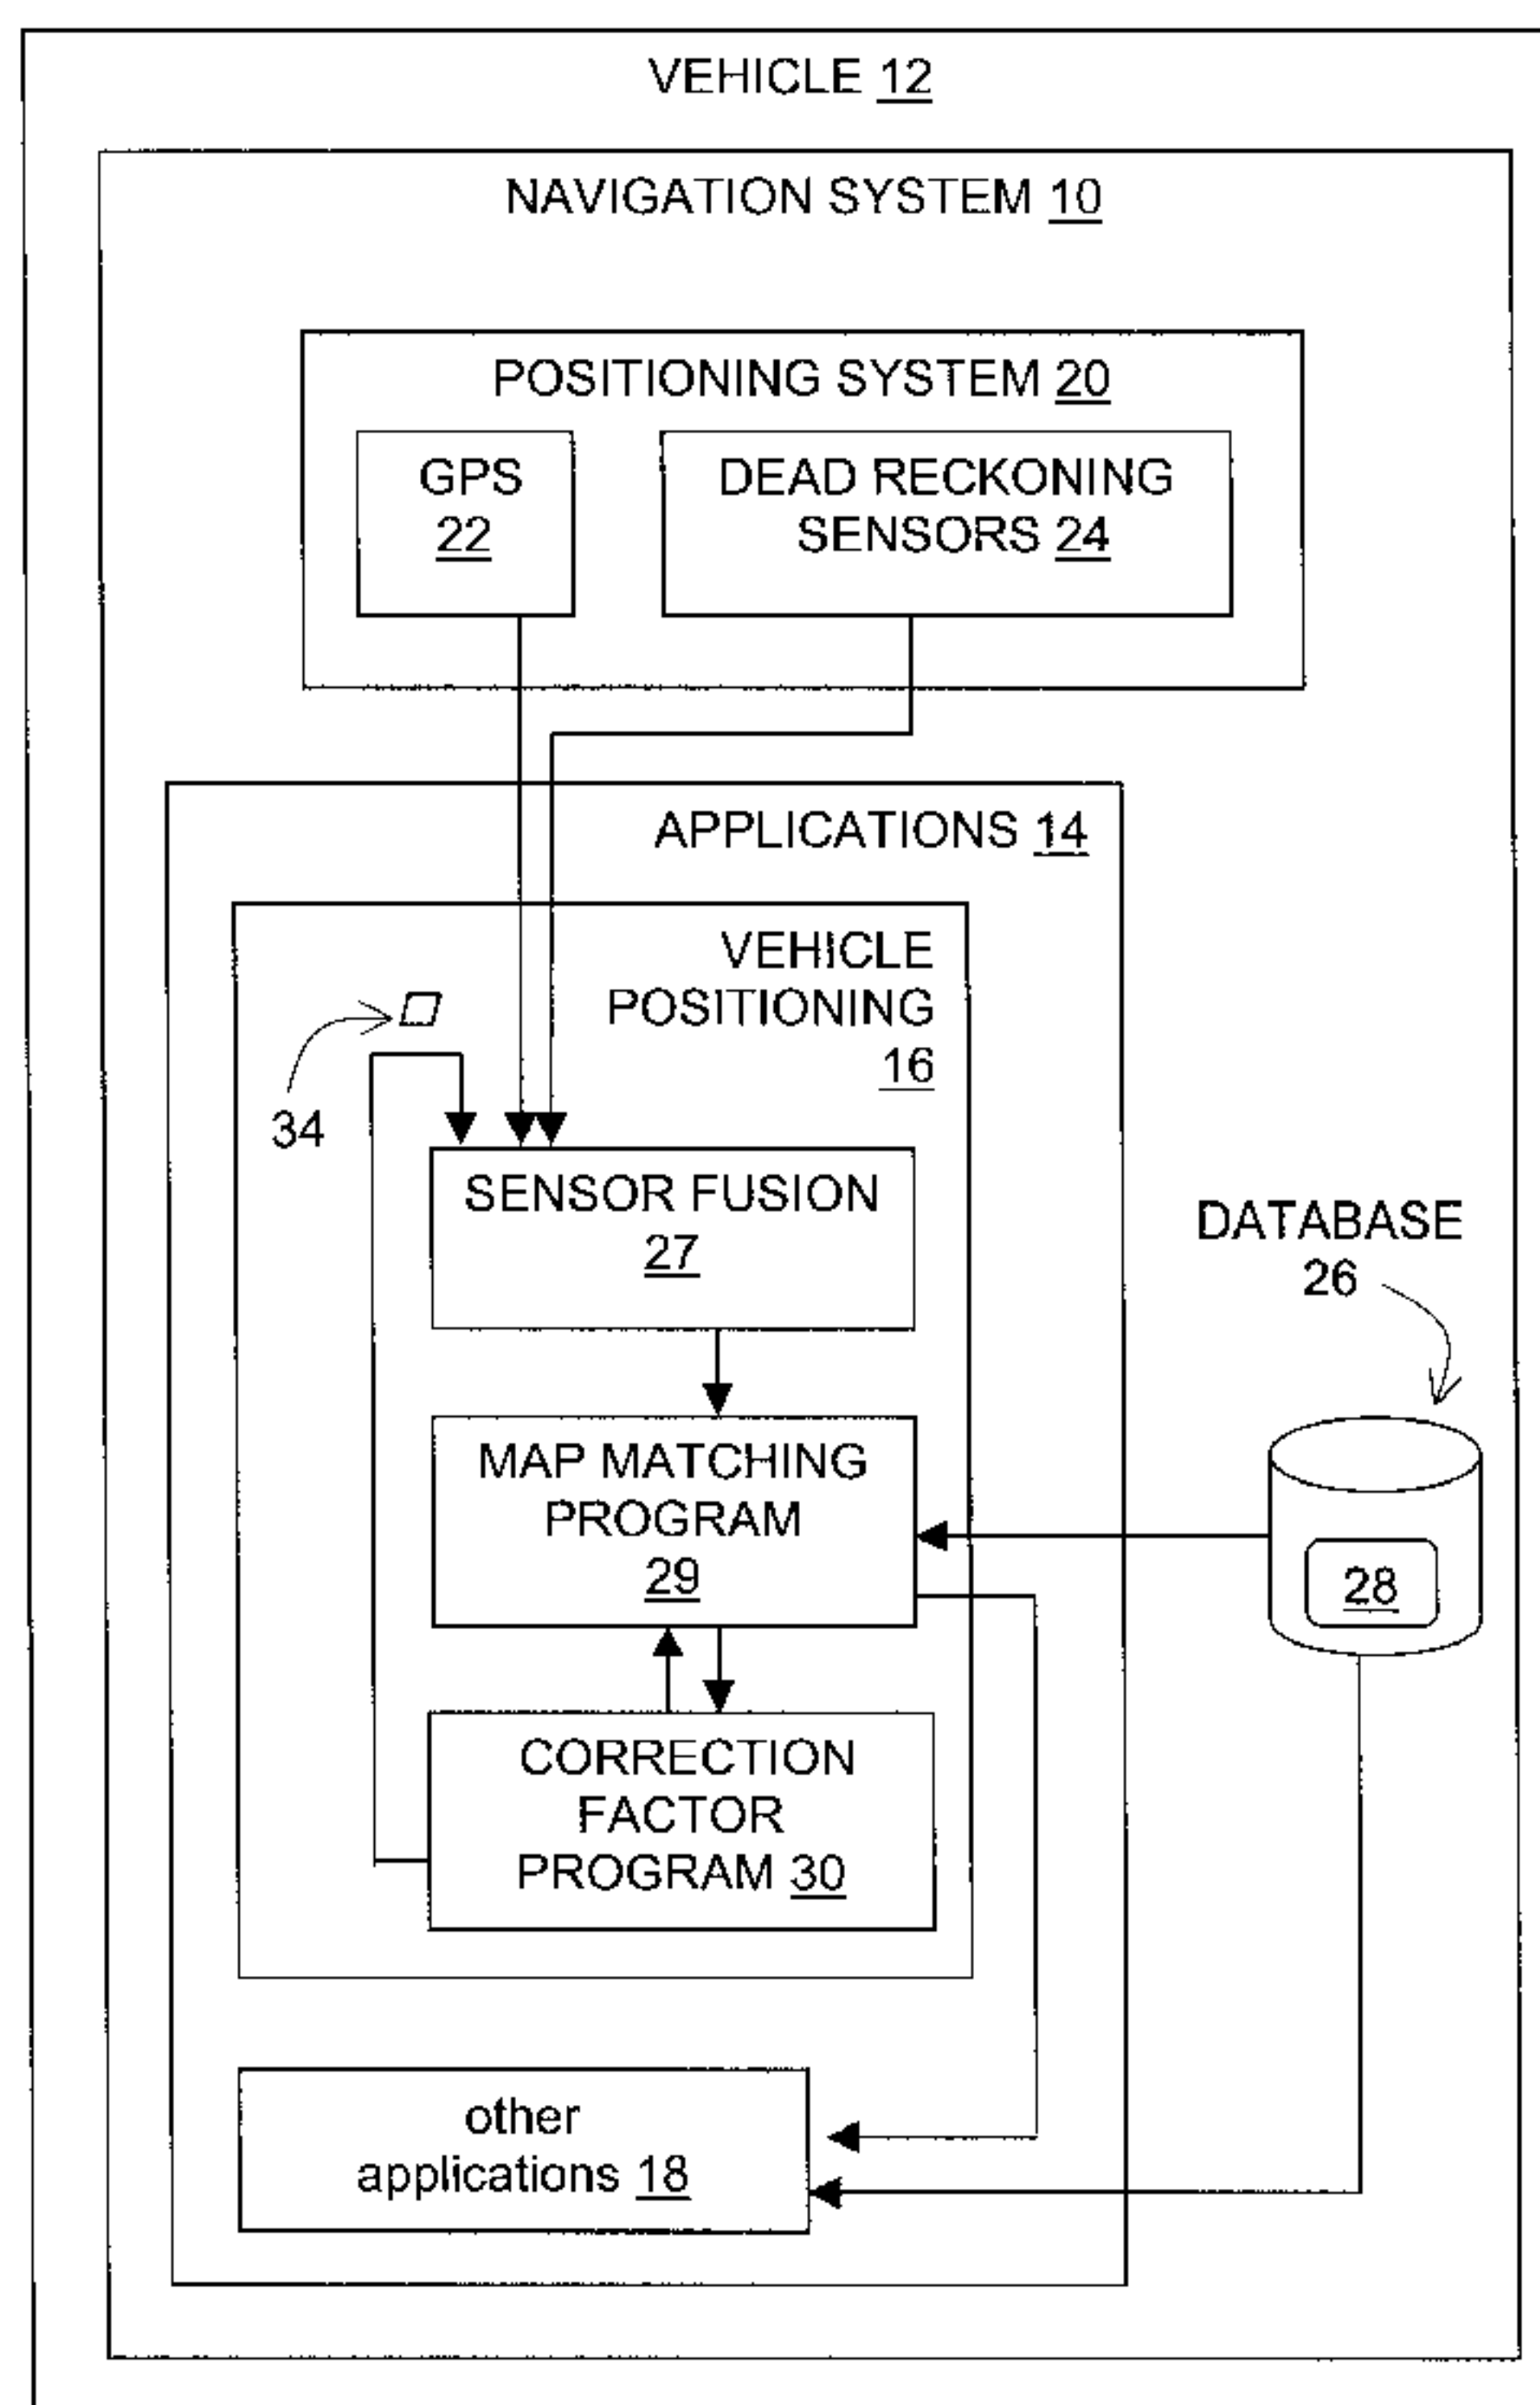 VEHICLE 12
NAVIGATION SYSTEM 10
POSITIONING SYSTEM 20
GPS
22
DEAD RECKONING
SENSORS 24
APPLICATIONS 14
VEHICLE
POSITIONING
16
34
SENSOR FUSION
27
DATABASE
26
MAP MATCHING
PROGRAM
29
28
CORRECTION
FACTOR
PROGRAM 30
other
applications 18